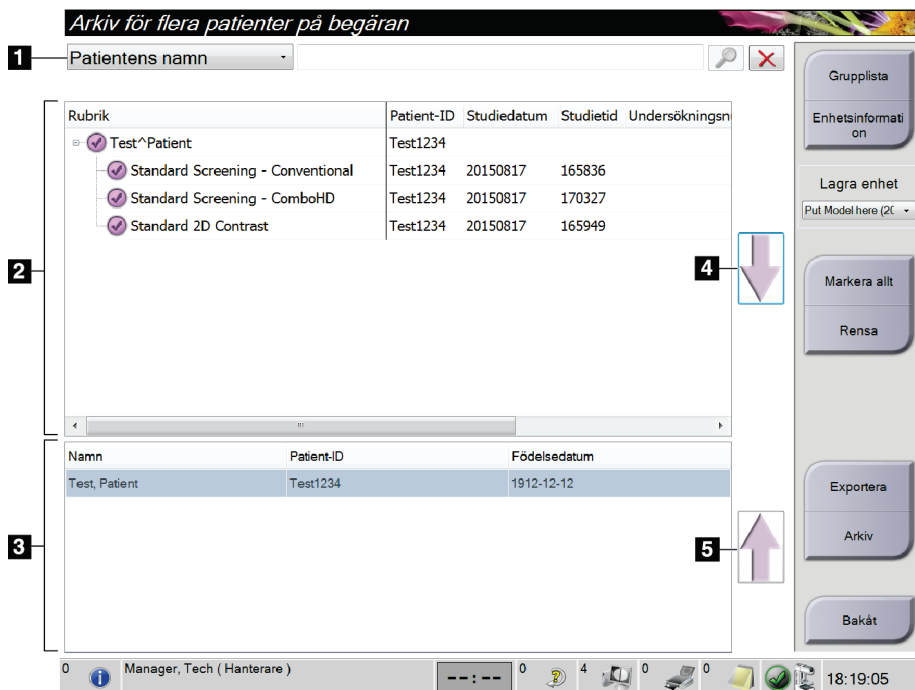 Arkiv för flera patienter på begäran
1
Patientens namn
Grupplista
Enhetsinformati
on
Lagra enhet
Put Model here (20
Markera allt
Rensa
Exportera
Arkiv
Bakåt
2
Rubrik Patient-ID Studiedatum Studietid Undersökningsn
Test^Patient Test1234
Standard Screening - Conventional Test1234 20150817 165836
Standard Screening - ComboHD Test1234 20150817 170327
Standard 2D Contrast Test1234 20150817 165949
4
3
Namn Patient-ID Födelsedatum
Test, Patient Test1234 1912-12-12
5
0 Manager, Tech ( Hanterare ) --:-- 0 4 0 0 18:19:05